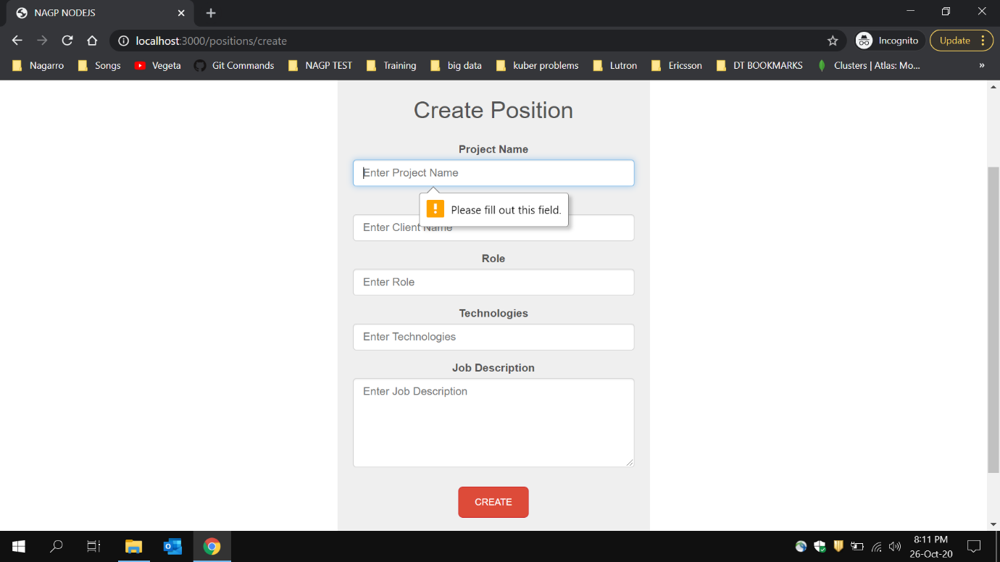 NAGP NODEJS
localhost:3000/positions/create
Incognito
Update
Nagarro
Songs
Vegeta
Git Commands
NAGP TEST
Training
big data
kuber problems
Lutron
Ericsson
DT BOOKMARKS
Clusters | Atlas: Mo...
»
Create Position
Project Name
Enter Project Name
Please fill out this field.
Enter Client Name
Role
Enter Role
Technologies
Enter Technologies
Job Description
Enter Job Description
CREATE
8:11 PM
26-Oct-20